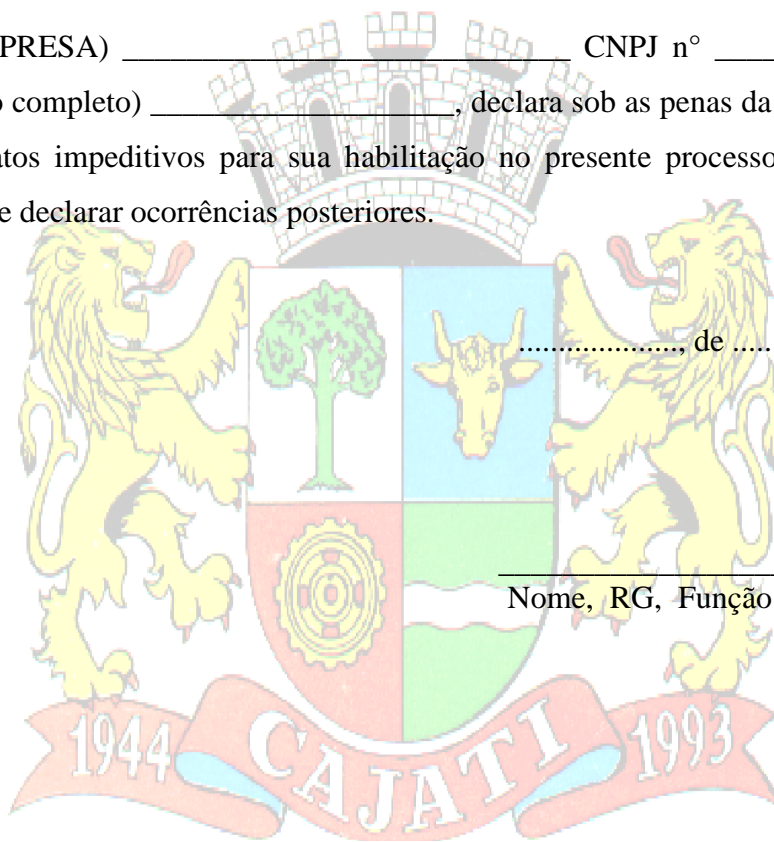 PRESA) ____________________________ CNPJ n° ____
o completo) ___________________, declara sob as penas da
atos impeditivos para sua habilitação no presente processo
e declarar ocorrências posteriores.
...................., de .....
__________________
Nome, RG, Função
1944 CAJATI 1993